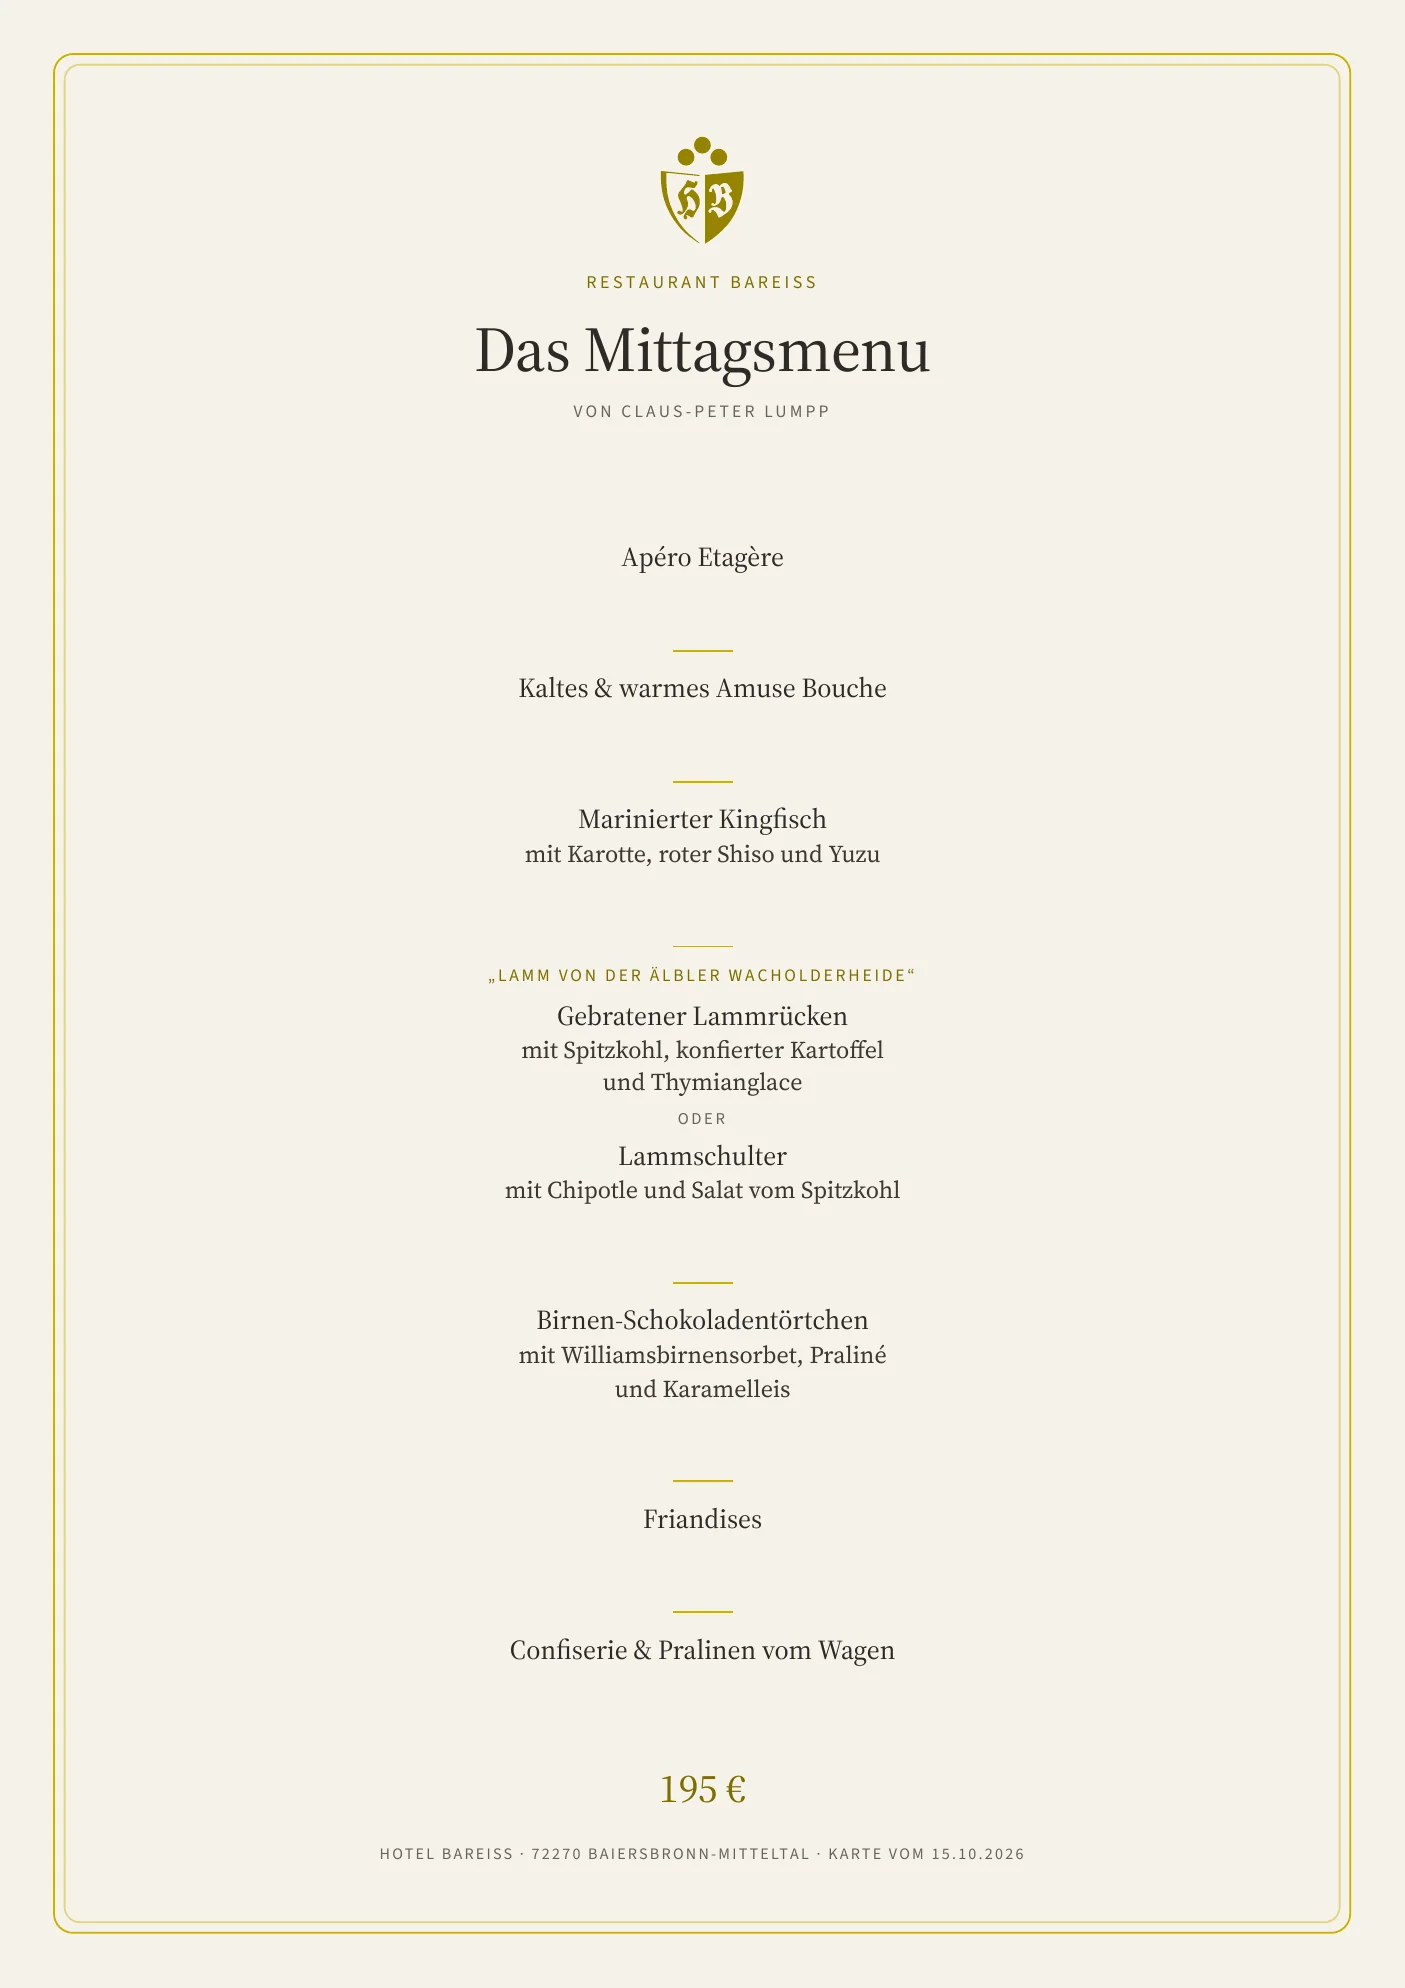 HB
RESTAURANT BAREISS
Das Mittagsmenu
VON CLAUS-PETER LUMPP
Apéro Etagère
Kaltes & warmes Amuse Bouche
Marinierter Kingfisch
mit Karotte, roter Shiso und Yuzu
„LAMM VON DER ÄLBLER WACHOLDERHEIDE“
Gebratener Lammrücken
mit Spitzkohl, konfierter Kartoffel
und Thymianglace
ODER
Lammschulter
mit Chipotle und Salat vom Spitzkohl
Birnen-Schokoladentörtchen
mit Williamsbirnensorbet, Praliné
und Karamelleis
Friandises
Confiserie & Pralinen vom Wagen
195 €
HOTEL BAREISS · 72270 BAIERSBRONN-MITTELTAL · KARTE VOM 15.10.2026